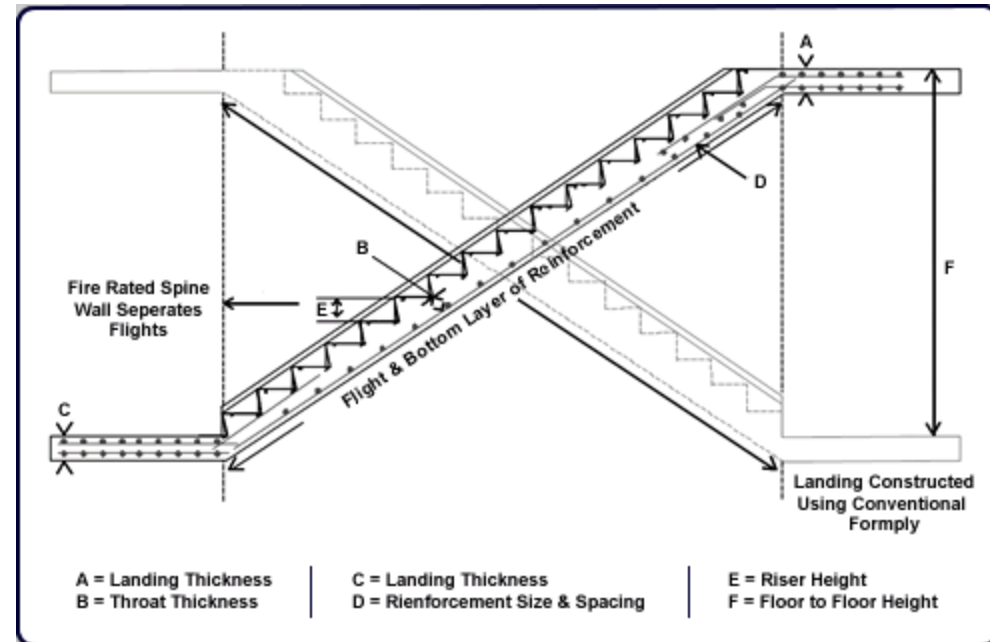 A
D
B
F
E
Fire Rated Spine
Wall Seperates
Flights
Flight & Bottom Layer of Reinforcement
C
Landing Constructed
Using Conventional
Formply
A = Landing Thickness
B = Throat Thickness
C = Landing Thickness
D = Rienforcement Size & Spacing
E = Riser Height
F = Floor to Floor Height